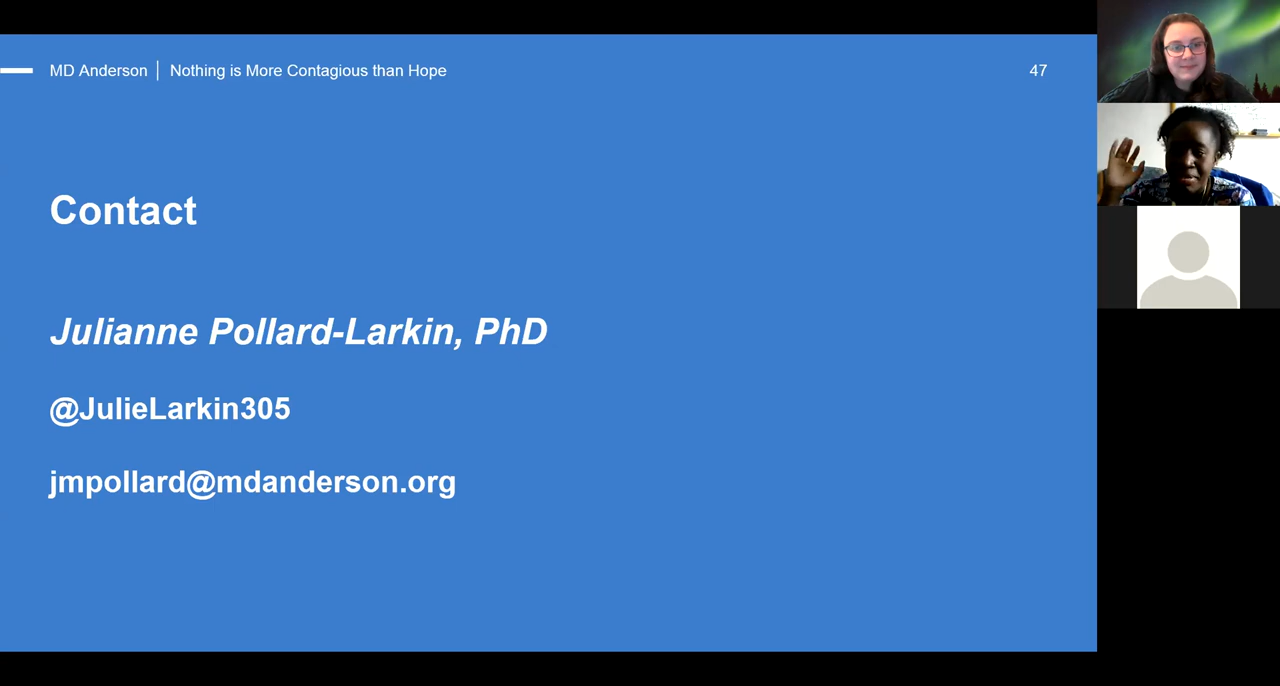 MD Anderson | Nothing is More Contagious than Hope
47
Contact
Julianne Pollard-Larkin, PhD
@JulieLarkin305
jmpollard@mdanderson.org